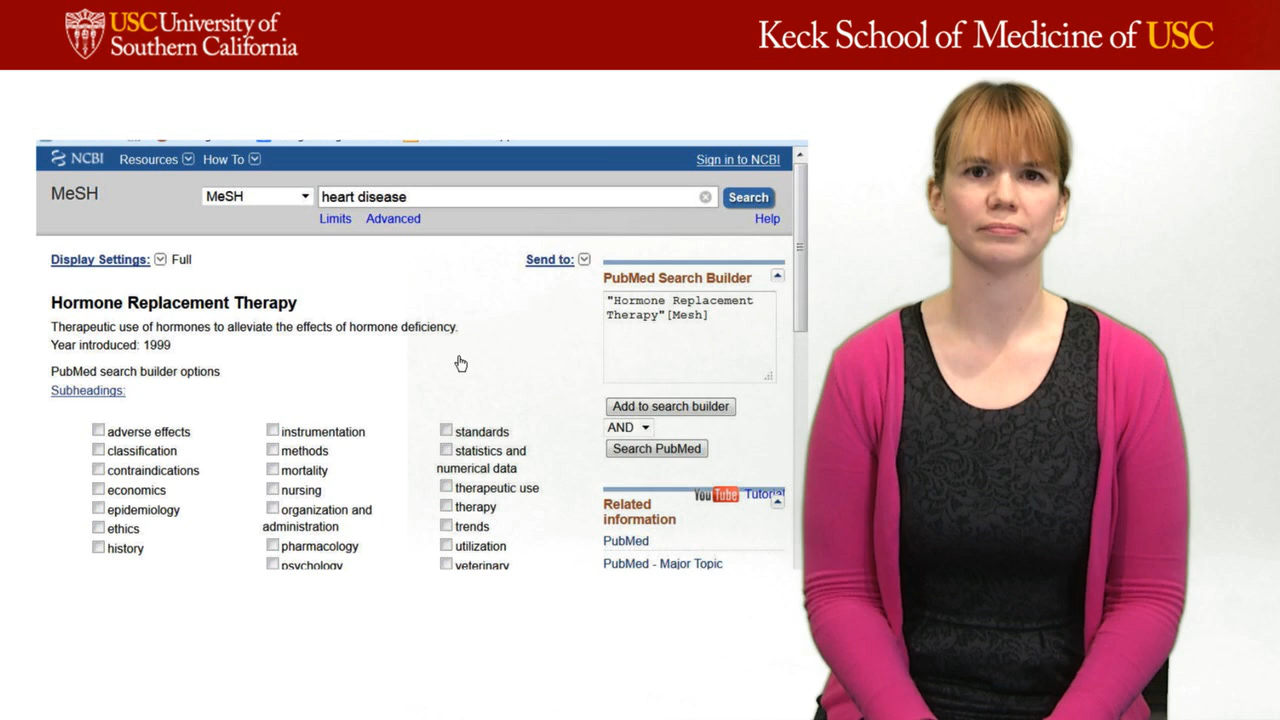 USC University of
Southern California
Keck School of Medicine of USC
NCBI Resources How To Sign in to NCBI
MeSH MeSH heart disease Search
Limits Advanced Help
Display Settings: Full Send to:
PubMed Search Builder
"Hormone Replacement
Therapy"[Mesh]
Hormone Replacement Therapy
Therapeutic use of hormones to alleviate the effects of hormone deficiency.
Year introduced: 1999
PubMed search builder options
Subheadings:
adverse effects
classification
contraindications
economics
epidemiology
ethics
history
instrumentation
methods
mortality
nursing
organization and
administration
pharmacology
psychology
standards
statistics and
numerical data
therapeutic use
therapy
trends
utilization
veterinary
Add to search builder
AND
Search PubMed
YouTube Tutorial
Related
information
PubMed
PubMed - Major Topic